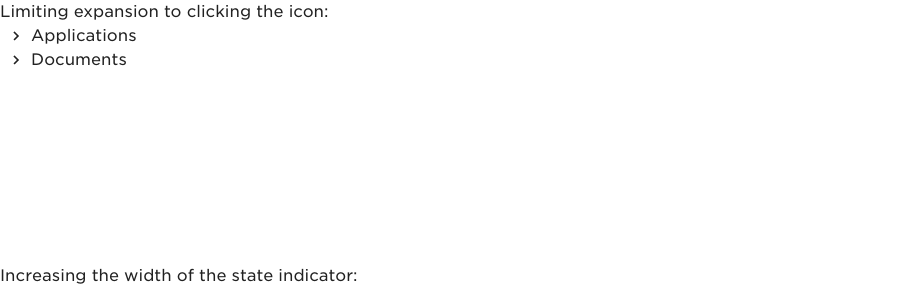 Limiting expansion to clicking the icon:
Applications
Documents
Increasing the width of the state indicator: